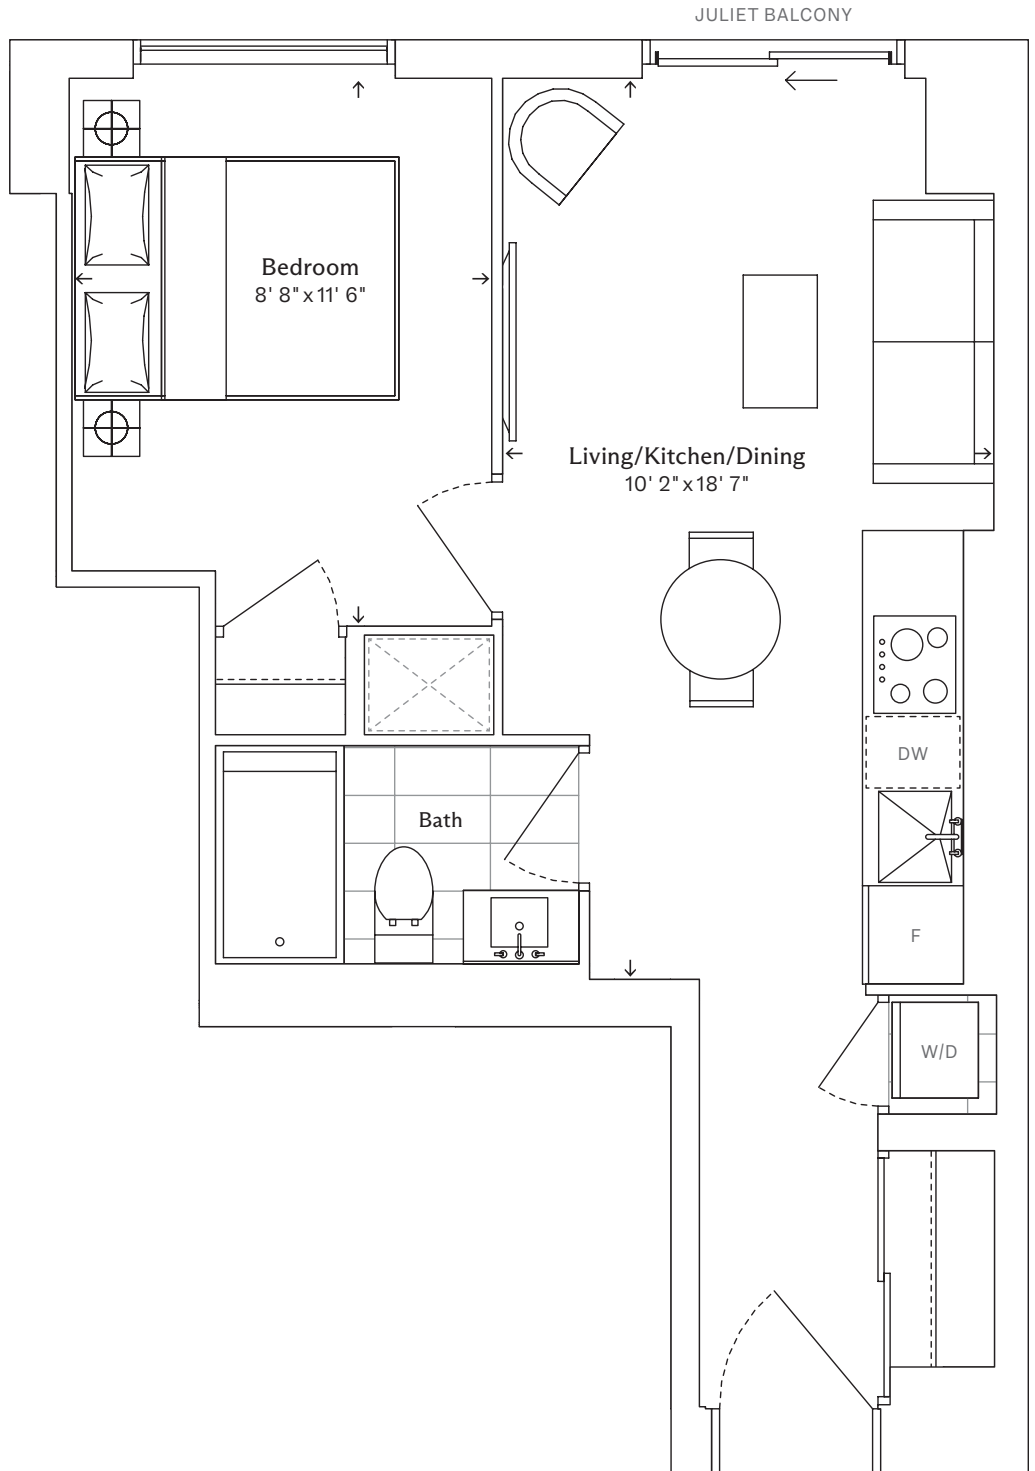 JULIET BALCONY
Bedroom
8' 8" x 11' 6"
Living/Kitchen/Dining
10' 2" x 18' 7"
DW
Bath
F
W/D